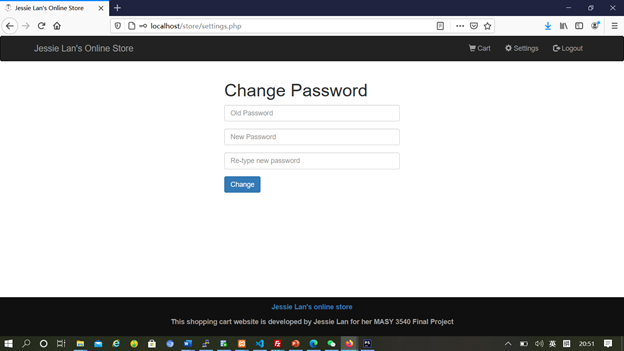 Jessie Lan's Online Store
localhost/store/settings.php
Jessie Lan's Online Store
Cart
Settings
Logout
Change Password
Old Password
New Password
Re-type new password
Change
Jessie Lan's online store
This shopping cart website is developed by Jessie Lan for her MASY 3540 Final Project
英
20:51